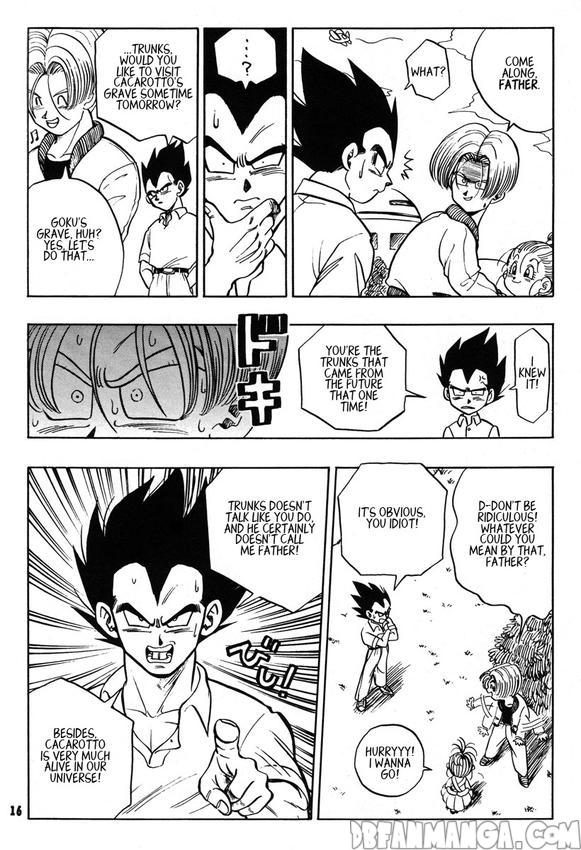 COME
ALONG,
FATHER.
WHAT?
...?
...TRUNKS,
WOULD YOU
LIKE TO VISIT
CACAROTTO'S
GRAVE SOMETIME
TOMORROW?
GOKU'S
GRAVE, HUH?
YES, LET'S
DO THAT...
I
KNEW
IT!
YOU'RE THE
TRUNKS THAT
CAME FROM
THE FUTURE
THAT ONE
TIME!
ドキ
D-DON'T BE
RIDICULOUS!
WHATEVER
COULD YOU
MEAN BY THAT,
FATHER?
IT'S OBVIOUS,
YOU IDIOT!
HURRYYY!
I WANNA
GO!
TRUNKS DOESN'T
TALK LIKE YOU DO,
AND HE CERTAINLY
DOESN'T CALL
ME FATHER!
BESIDES,
CACAROTTO
IS VERY MUCH
ALIVE IN OUR
UNIVERSE!
16
DBFANMANGA.COM